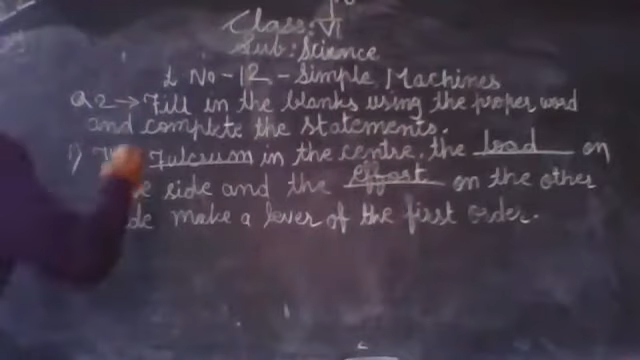 Class: VI
Sub: Science
L No-12-Simple Machines
Q2→ Fill in the blanks using the proper word
and complete the statements.
1) Fulcrum in the centre, the load on
side and the effort on the other
make a lever of the first order.